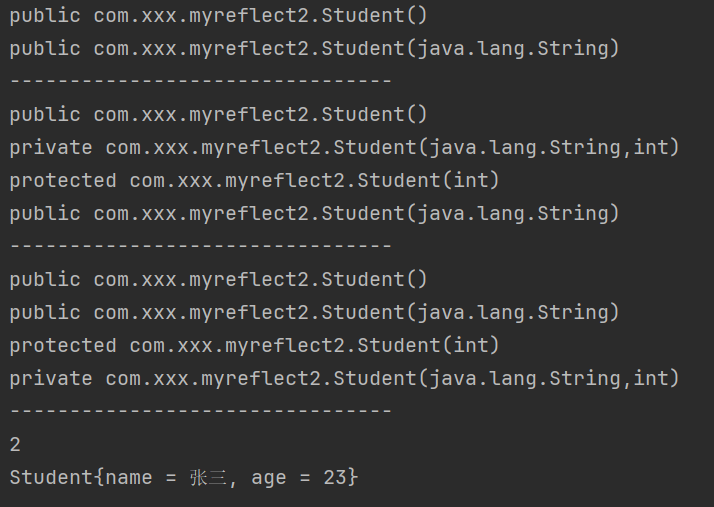 public com.xxx.myreflect2.Student()
public com.xxx.myreflect2.Student(java.lang.String)
--------------------------------
public com.xxx.myreflect2.Student()
private com.xxx.myreflect2.Student(java.lang.String,int)
protected com.xxx.myreflect2.Student(int)
public com.xxx.myreflect2.Student(java.lang.String)
--------------------------------
public com.xxx.myreflect2.Student()
public com.xxx.myreflect2.Student(java.lang.String)
protected com.xxx.myreflect2.Student(int)
private com.xxx.myreflect2.Student(java.lang.String,int)
--------------------------------
2
Student{name = 张三, age = 23}